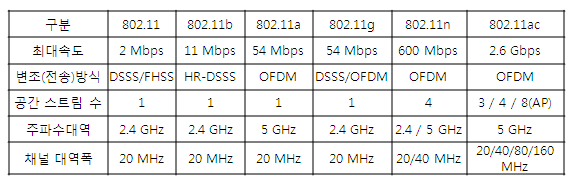 구분 802.11 802.11b 802.11a 802.11g 802.11n 802.11ac
최대속도 2 Mbps 11 Mbps 54 Mbps 54 Mbps 600 Mbps 2.6 Gbps
변조(전송)방식 DSSS/FHSS HR-DSSS OFDM DSSS/OFDM OFDM OFDM
공간 스트림 수 1 1 1 1 4 3 / 4 / 8(AP)
주파수대역 2.4 GHz 2.4 GHz 5 GHz 2.4 GHz 2.4 / 5 GHz 5 GHz
채널 대역폭 20 MHz 20 MHz 20 MHz 20 MHz 20/40 MHz 20/40/80/160
MHz